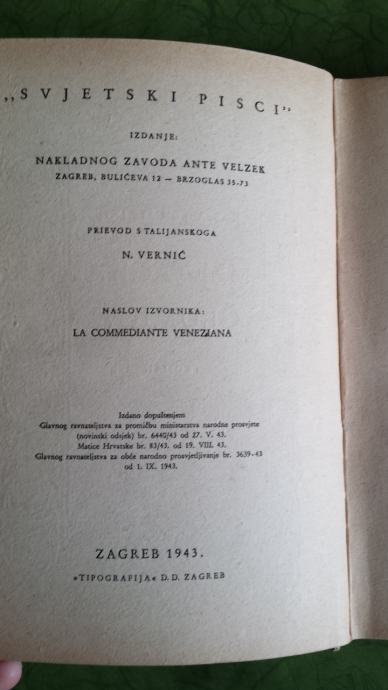 „SVJETSKI PISCI”
IZDANJE:
NAKLADNOG ZAVODA ANTE VELZEK
ZAGREB, BULIĆEVA 12 — BRZOGLAS 35-73
PRIEVOD S TALIJANSKOGA
N. VERNIĆ
NASLOV IZVORNIKA:
LA COMMEDIANTE VENEZIANA
Izdano dopuštenjem
Glavnog ravnateljstva za promičbu ministarstva narodne prosvjete
(novinski odsjek) br. 6440/43 od 27. V. 43.
Matice Hrvatske br. 83/43. od 19. VIII. 43.
Glavnog ravnateljstva za obće narodno prosvjetljivanje br. 3639-43
od 1. IX. 1943.
ZAGREB 1943.
»TIPOGRAFIJA« D. D. ZAGREB